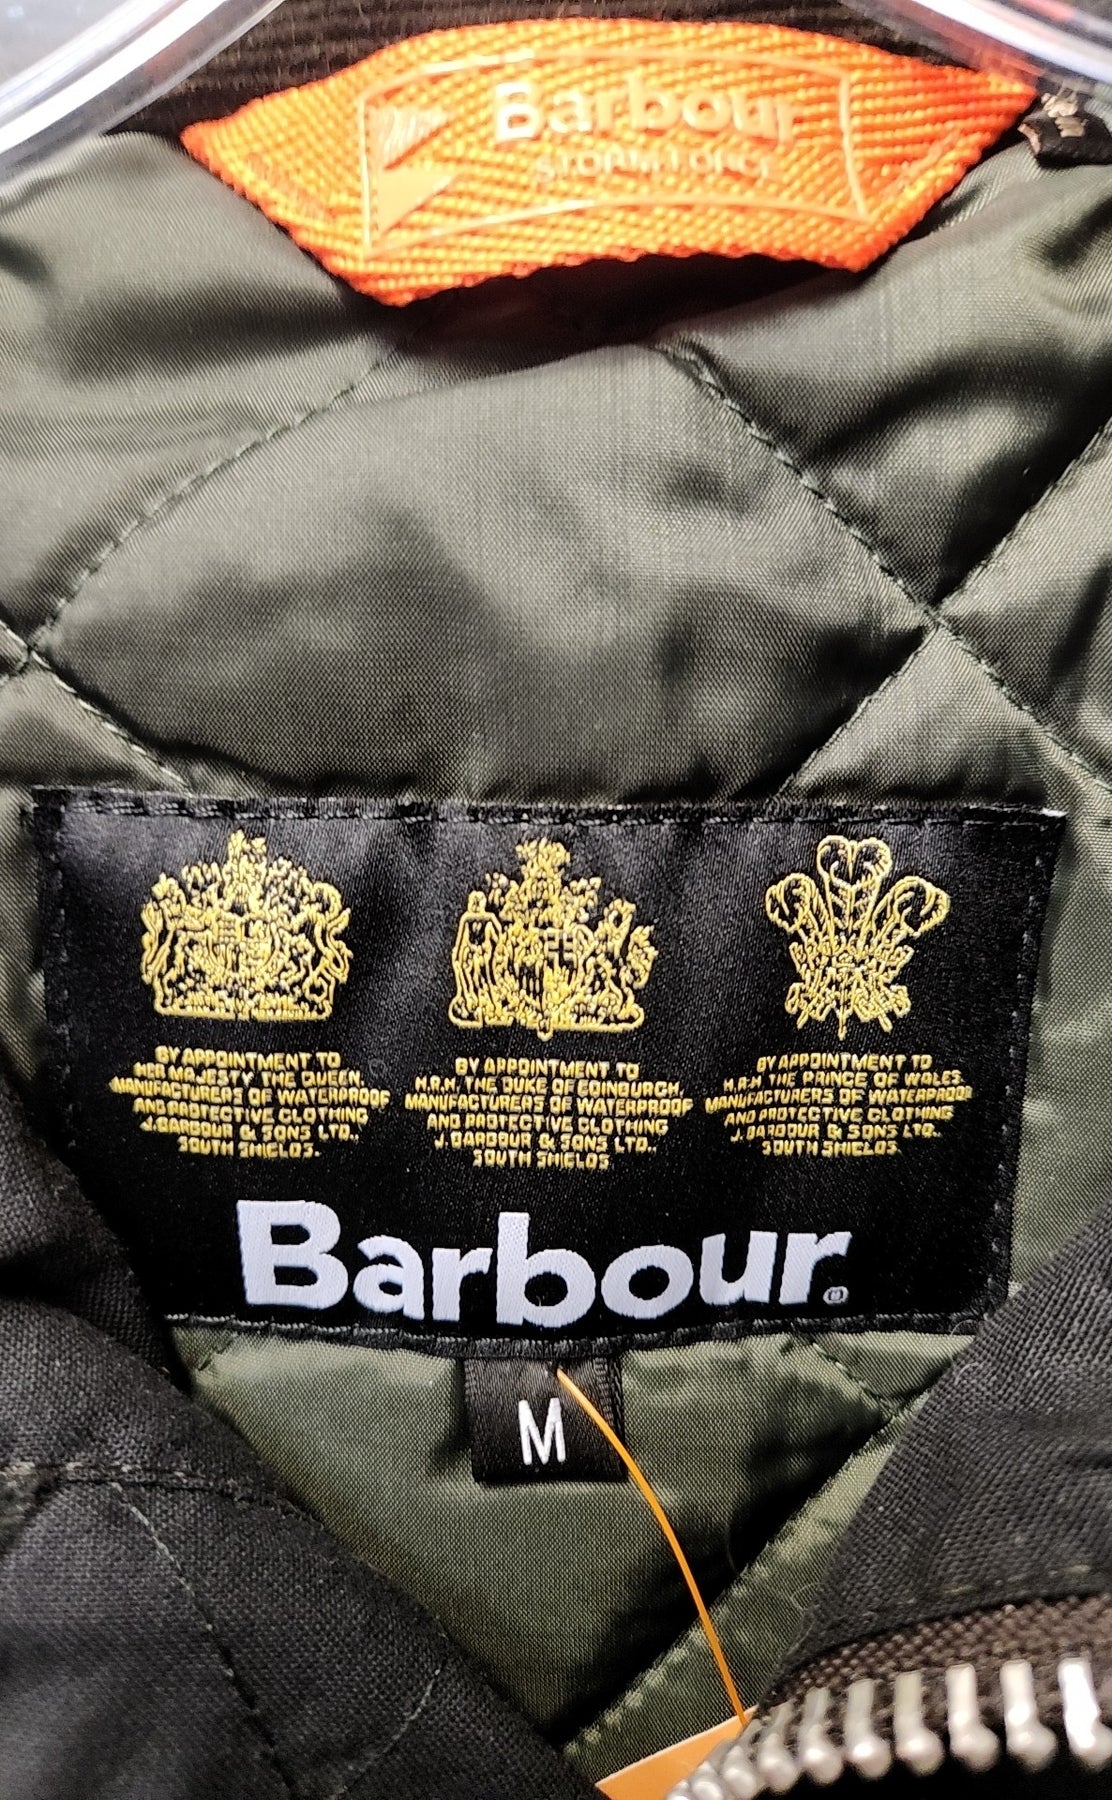 Barbour
STORM FORCE
BY APPOINTMENT TO
HER MAJESTY THE QUEEN.
MANUFACTURERS OF WATERPROOF
AND PROTECTIVE CLOTHING
J.BARBOUR & SONS LTD.,
SOUTH SHIELDS.
BY APPOINTMENT TO
H.R.H. THE DUKE OF EDINBURGH
MANUFACTURERS OF WATERPROOF
AND PROTECTIVE CLOTHING
J.BARBOUR & SONS LTD.,
SOUTH SHIELDS
BY APPOINTMENT TO
H.R.H THE PRINCE OF WALES.
MANUFACTURERS OF WATERPROOF
AND PROTECTIVE CLOTHING
J.BARBOUR & SONS LTD.,
SOUTH SHIELDS
Barbour®
M